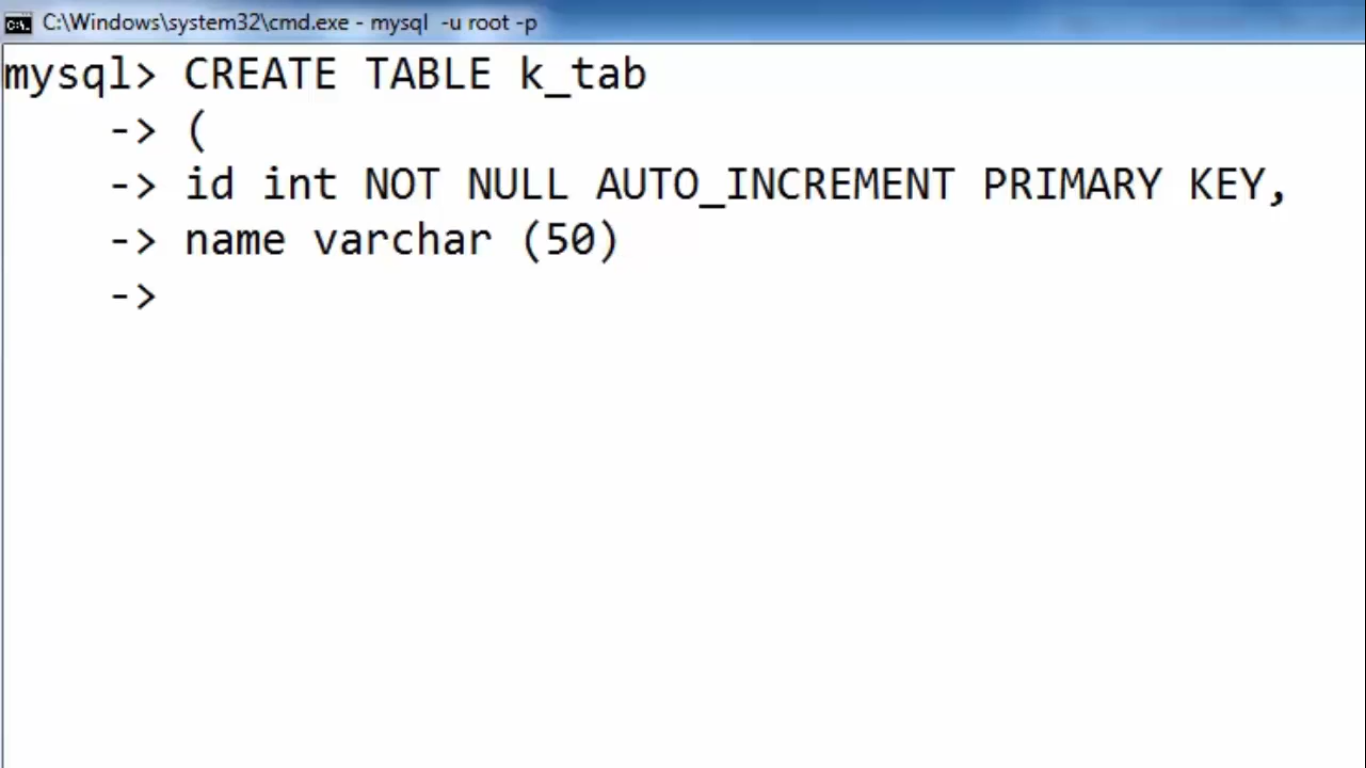 C:\Windows\system32\cmd.exe - mysql  -u root -p
mysql> CREATE TABLE k_tab
    -> (
    -> id int NOT NULL AUTO_INCREMENT PRIMARY KEY,
    -> name varchar (50)
    ->